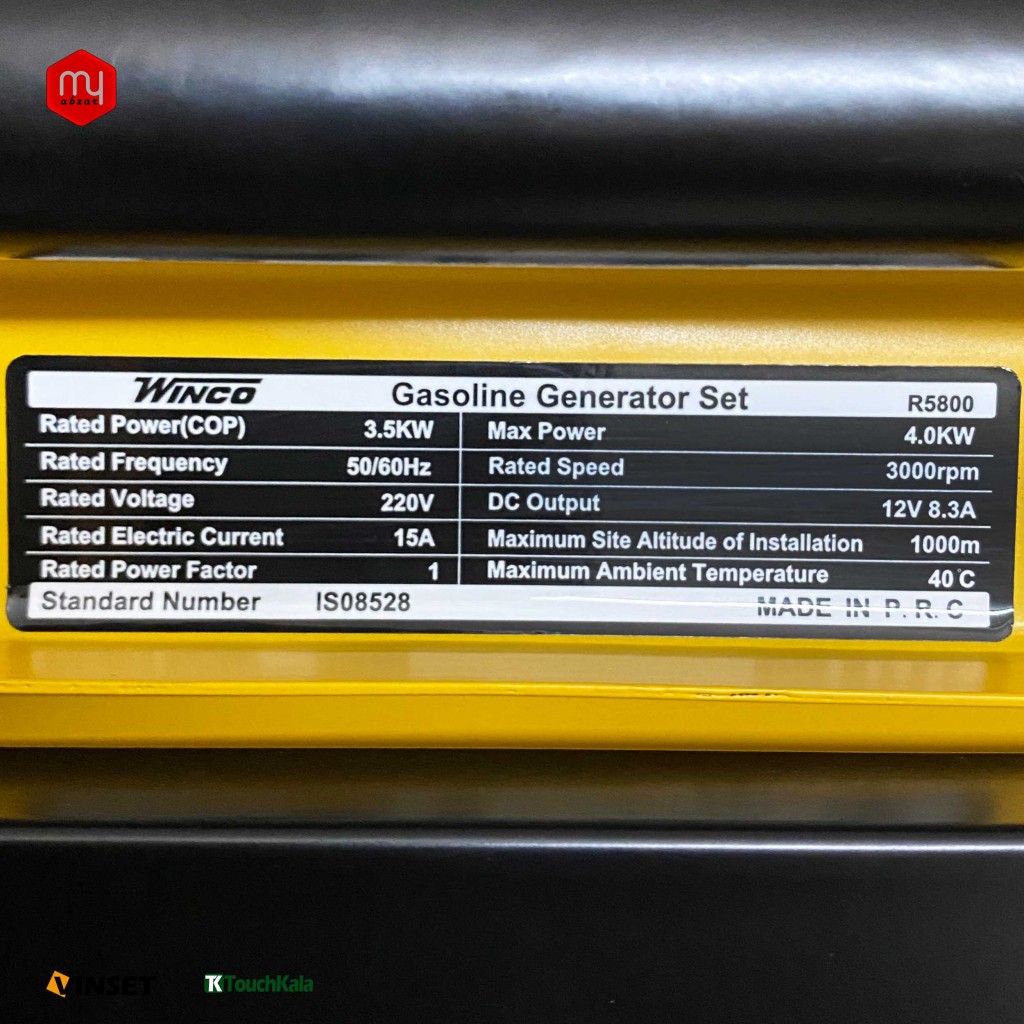 my
abzar
WINCO Gasoline Generator Set R5800
Rated Power(COP) 3.5KW Max Power 4.0KW
Rated Frequency 50/60Hz Rated Speed 3000rpm
Rated Voltage 220V DC Output 12V 8.3A
Rated Electric Current 15A Maximum Site Altitude of Installation 1000m
Rated Power Factor 1 Maximum Ambient Temperature 40°C
Standard Number IS08528 MADE IN P.R.C
VINSET TK TouchKala